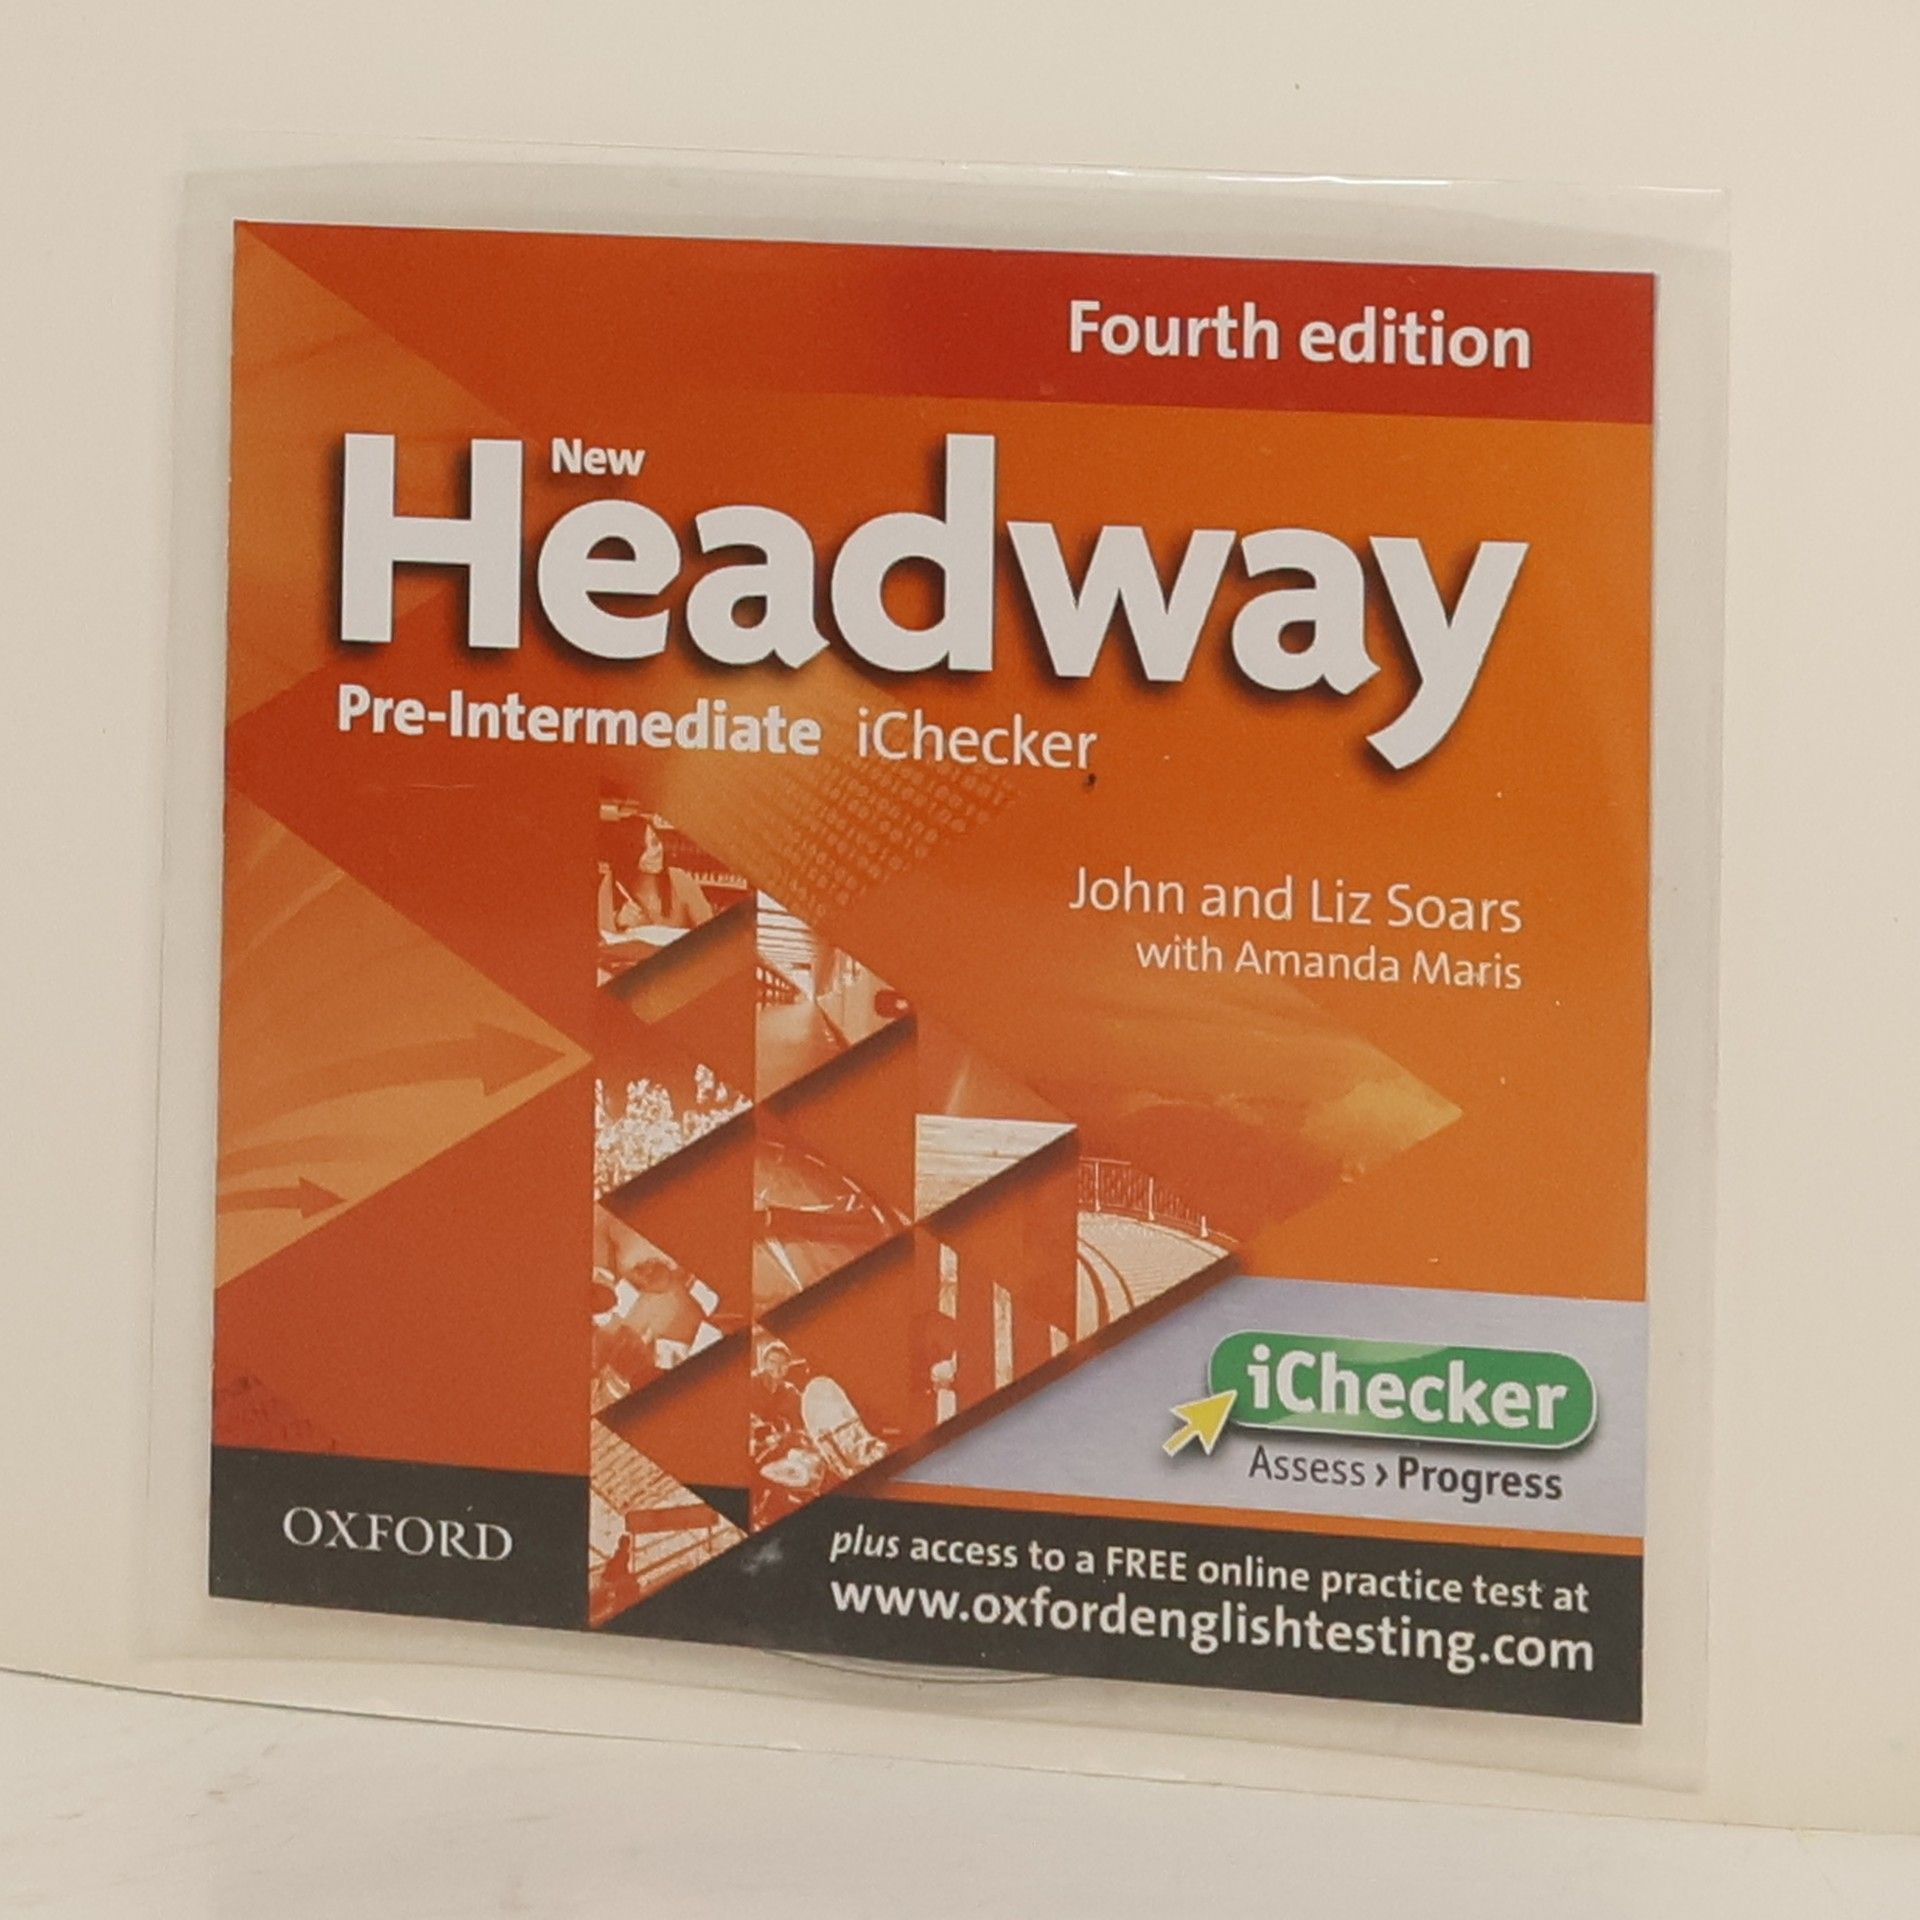 Fourth edition
New
Headway
Pre-Intermediate iChecker
John and Liz Soars
with Amanda Maris
iChecker
Assess › Progress
OXFORD
plus access to a FREE online practice test at
www.oxfordenglishtesting.com